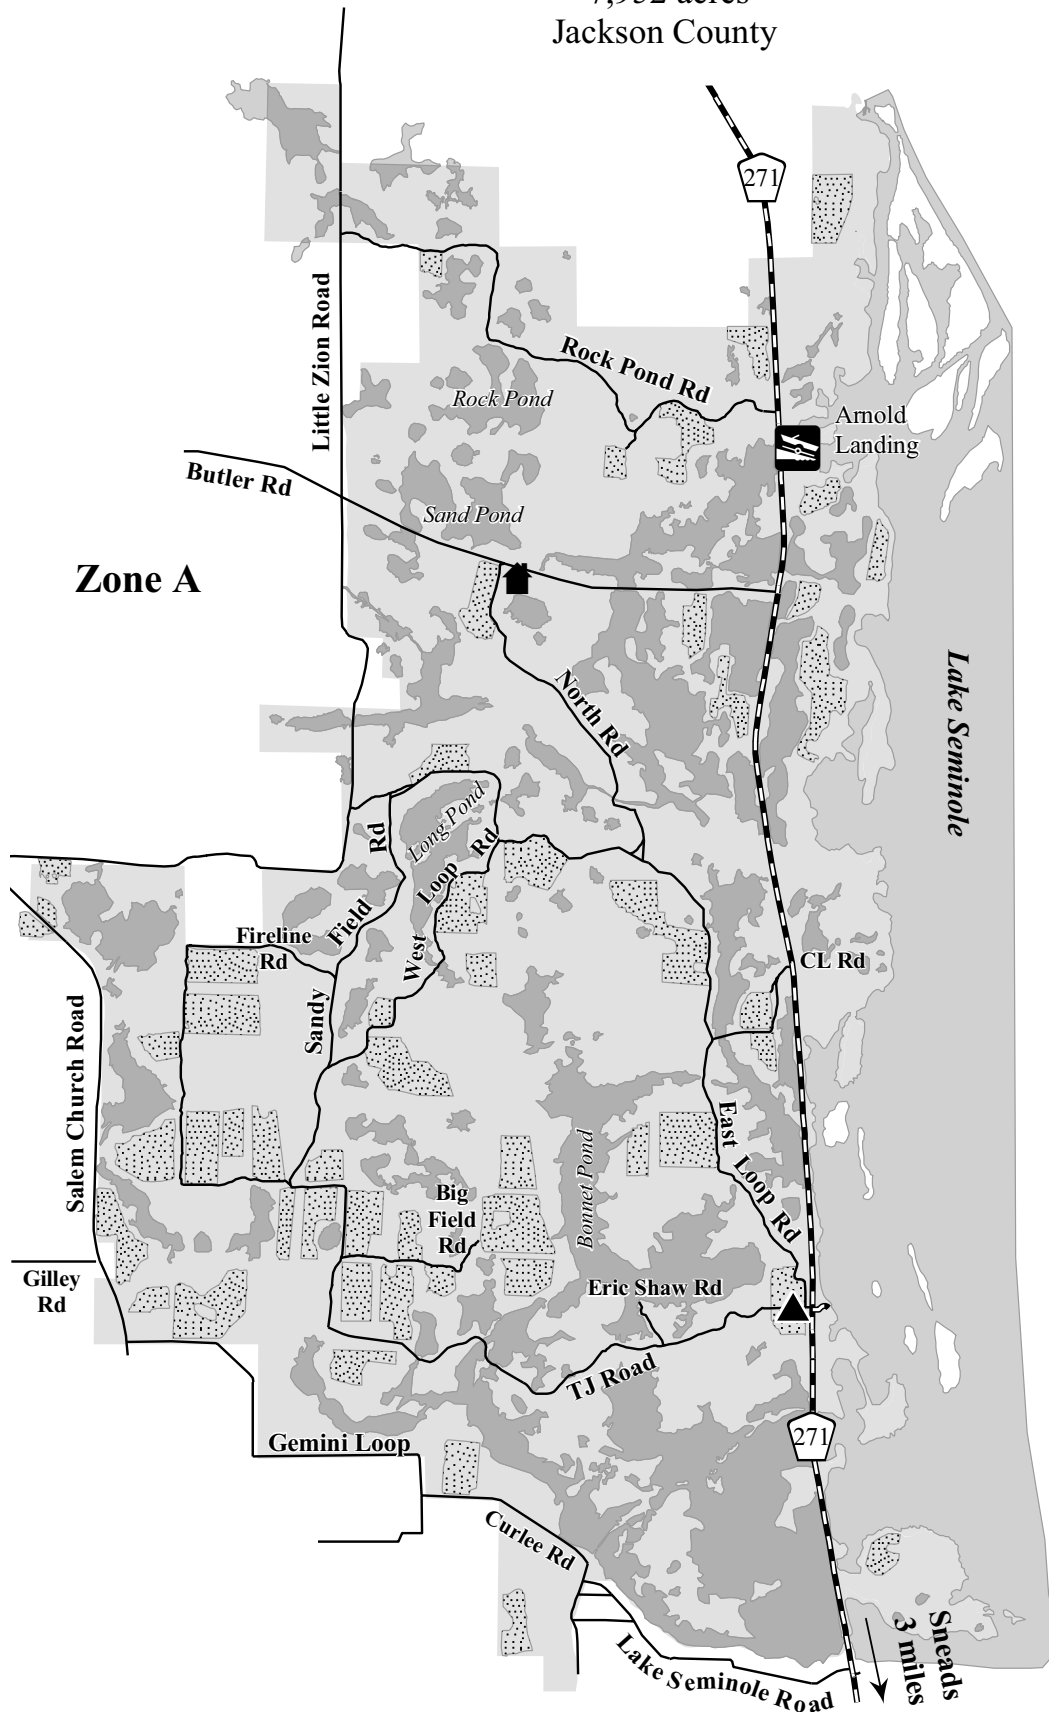 7,952 acres
Jackson County
271
Little Zion Road
Rock Pond Rd
Rock Pond
Arnold
Landing
Butler Rd
Sand Pond
Zone A
North Rd
Lake Seminole
Long Pond
Sandy Field Rd
West Loop Rd
Fireline
Rd
CL Rd
Salem Church Road
East Loop Rd
Bonnet Pond
Big
Field
Rd
Gilley
Rd
Eric Shaw Rd
TJ Road
271
Gemini Loop
Curlee Rd
Lake Seminole Road
Sneads
3 miles